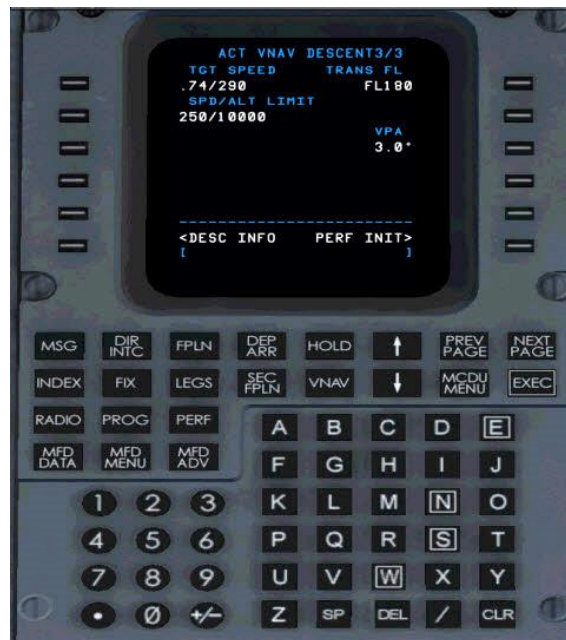 ACT VNAV DESCENT3/3
TGT SPEED TRANS FL
.74/290 FL180
SPD/ALT LIMIT
250/10000
VPA
3.0°
------------------------
<DESC INFO PERF INIT>
[ ]
MSG DIR INTC FPLN DEP ARR HOLD ↑ PREV PAGE NEXT PAGE
INDEX FIX LEGS SEC FPLN VNAV ↓ MCDU MENU EXEC
RADIO PROG PERF
MFD DATA MFD MENU MFD ADV
A B C D E
F G H I J
1 2 3 K L M N O
4 5 6 P Q R S T
7 8 9 U V W X Y
. Ø +/− Z SP DEL / CLR